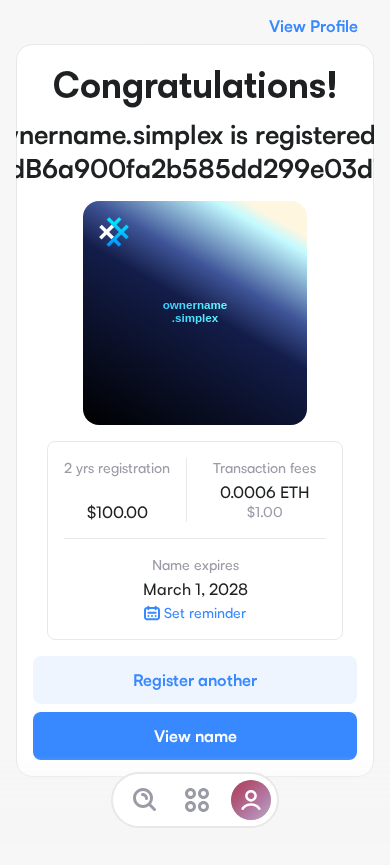 View Profile
Congratulations!
wnername.simplex is registered
dB6a900fa2b585dd299e03d
ownername
.simplex
2 yrs registration
$100.00
Transaction fees
0.0006 ETH
$1.00
Name expires
March 1, 2028
Set reminder
Register another
View name